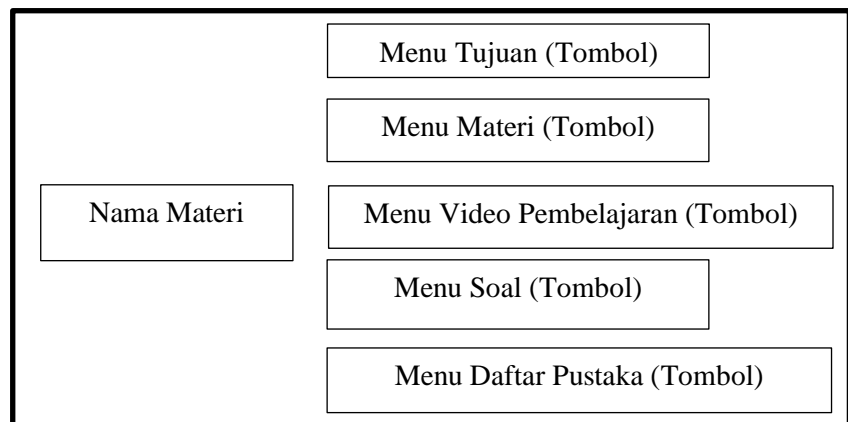 Menu Tujuan (Tombol)
Menu Materi (Tombol)
Nama Materi
Menu Video Pembelajaran (Tombol)
Menu Soal (Tombol)
Menu Daftar Pustaka (Tombol)